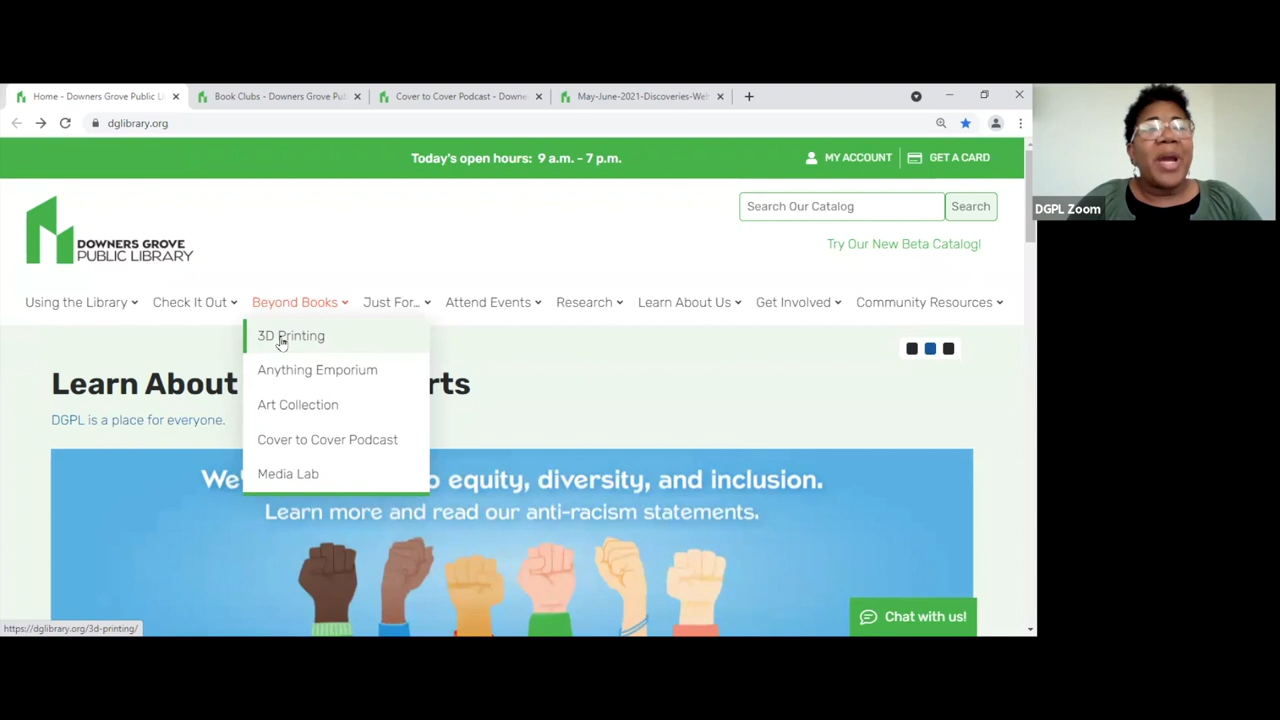 Home - Downers Grove Public Li
Book Clubs - Downers Grove Pub
Cover to Cover Podcast - Downe
May-June-2021-Discoveries-Web
dglibrary.org
Today's open hours: 9 a.m. - 7 p.m.
MY ACCOUNT
GET A CARD
DGPL Zoom
DOWNERS GROVE
PUBLIC LIBRARY
Search Our Catalog
Search
Try Our New Beta Catalog!
Using the Library
Check It Out
Beyond Books
Just For...
Attend Events
Research
Learn About Us
Get Involved
Community Resources
3D Printing
Anything Emporium
Art Collection
Cover to Cover Podcast
Media Lab
Learn About rts
DGPL is a place for everyone.
We' o equity, diversity, and inclusion.
Learn more and read our anti-racism statements.
Chat with us!
https://dglibrary.org/3d-printing/